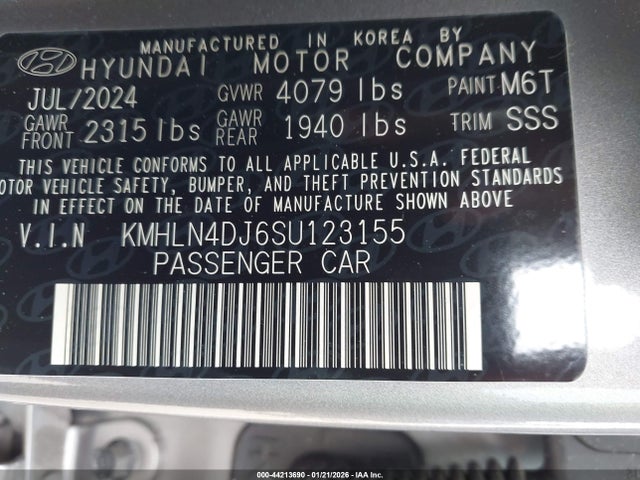 MANUFACTURED IN KOREA BY
HYUNDAI MOTOR COMPANY
JUL/2024 GVWR 4079 lbs PAINT M6T
GAWR FRONT 2315 lbs GAWR REAR 1940 lbs TRIM SSS
THIS VEHICLE CONFORMS TO ALL APPLICABLE U.S.A. FEDERAL
MOTOR VEHICLE SAFETY, BUMPER, AND THEFT PREVENTION STANDARDS
IN EFFECT ON THE DATE OF MANUFACTURE SHOWN ABOVE
V.I.N KMHLN4DJ6SU123155
PASSENGER CAR
000-44213690 | 01/21/2026 | IAA Inc.